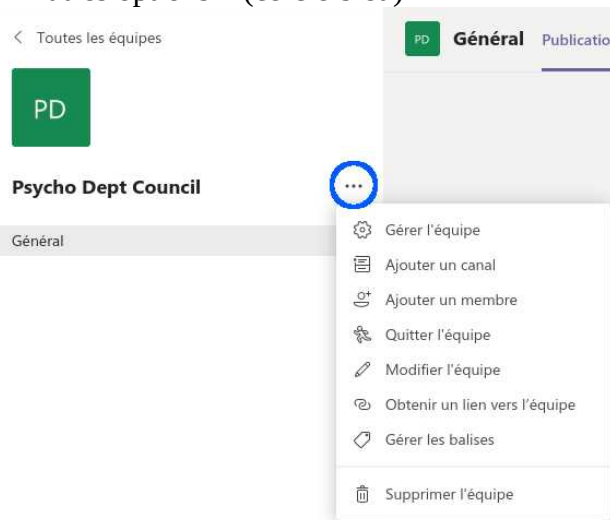 Toutes les équipes
PD
Psycho Dept Council
Général
PD Général Publicatio
Gérer l'équipe
Ajouter un canal
Ajouter un membre
Quitter l'équipe
Modifier l'équipe
Obtenir un lien vers l'équipe
Gérer les balises
Supprimer l'équipe